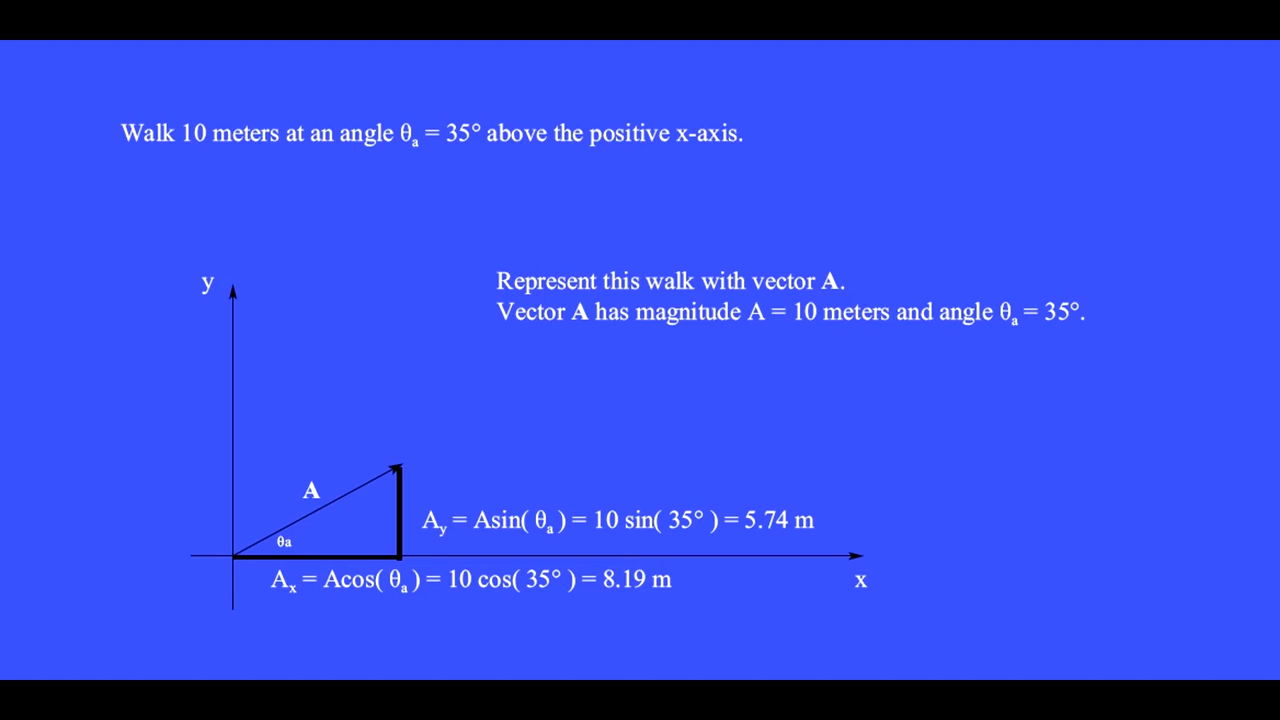 Walk 10 meters at an angle θₐ = 35° above the positive x-axis.
Represent this walk with vector A.
Vector A has magnitude A = 10 meters and angle θₐ = 35°.
y
A
θa
A_y = Asin( θₐ ) = 10 sin( 35° ) = 5.74 m
Aₓ = Acos( θₐ ) = 10 cos( 35° ) = 8.19 m
x